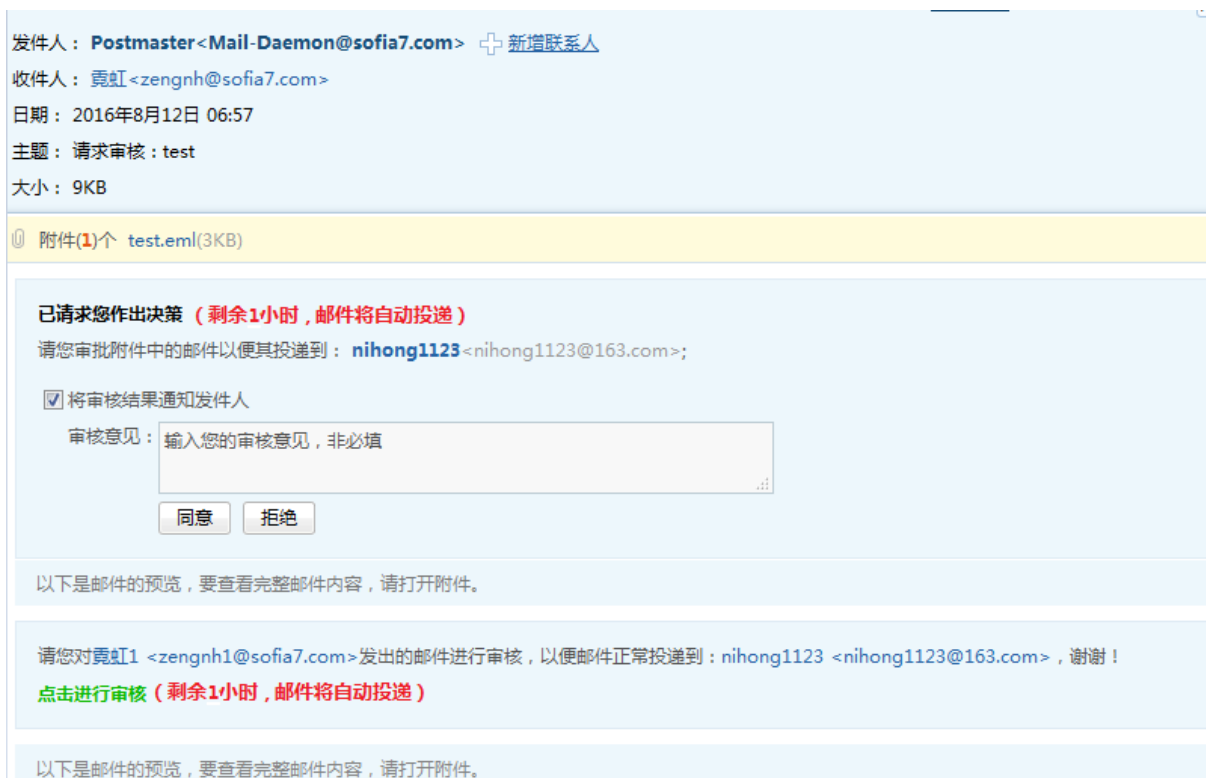 发件人： Postmaster<Mail-Daemon@sofia7.com> 新增联系人
收件人： 霓虹<zengnh@sofia7.com>
日期： 2016年8月12日 06:57
主题： 请求审核：test
大小： 9KB
附件(1)个 test.eml(3KB)
已请求您作出决策（剩余1小时，邮件将自动投递）
请您审批附件中的邮件以便其投递到： nihong1123<nihong1123@163.com>;
将审核结果通知发件人
审核意见： 输入您的审核意见，非必填
同意 拒绝
以下是邮件的预览，要查看完整邮件内容，请打开附件。
请您对霓虹1 <zengnh1@sofia7.com>发出的邮件进行审核，以便邮件正常投递到：nihong1123 <nihong1123@163.com>，谢谢！
点击进行审核（剩余1小时，邮件将自动投递）
以下是邮件的预览，要查看完整邮件内容，请打开附件。